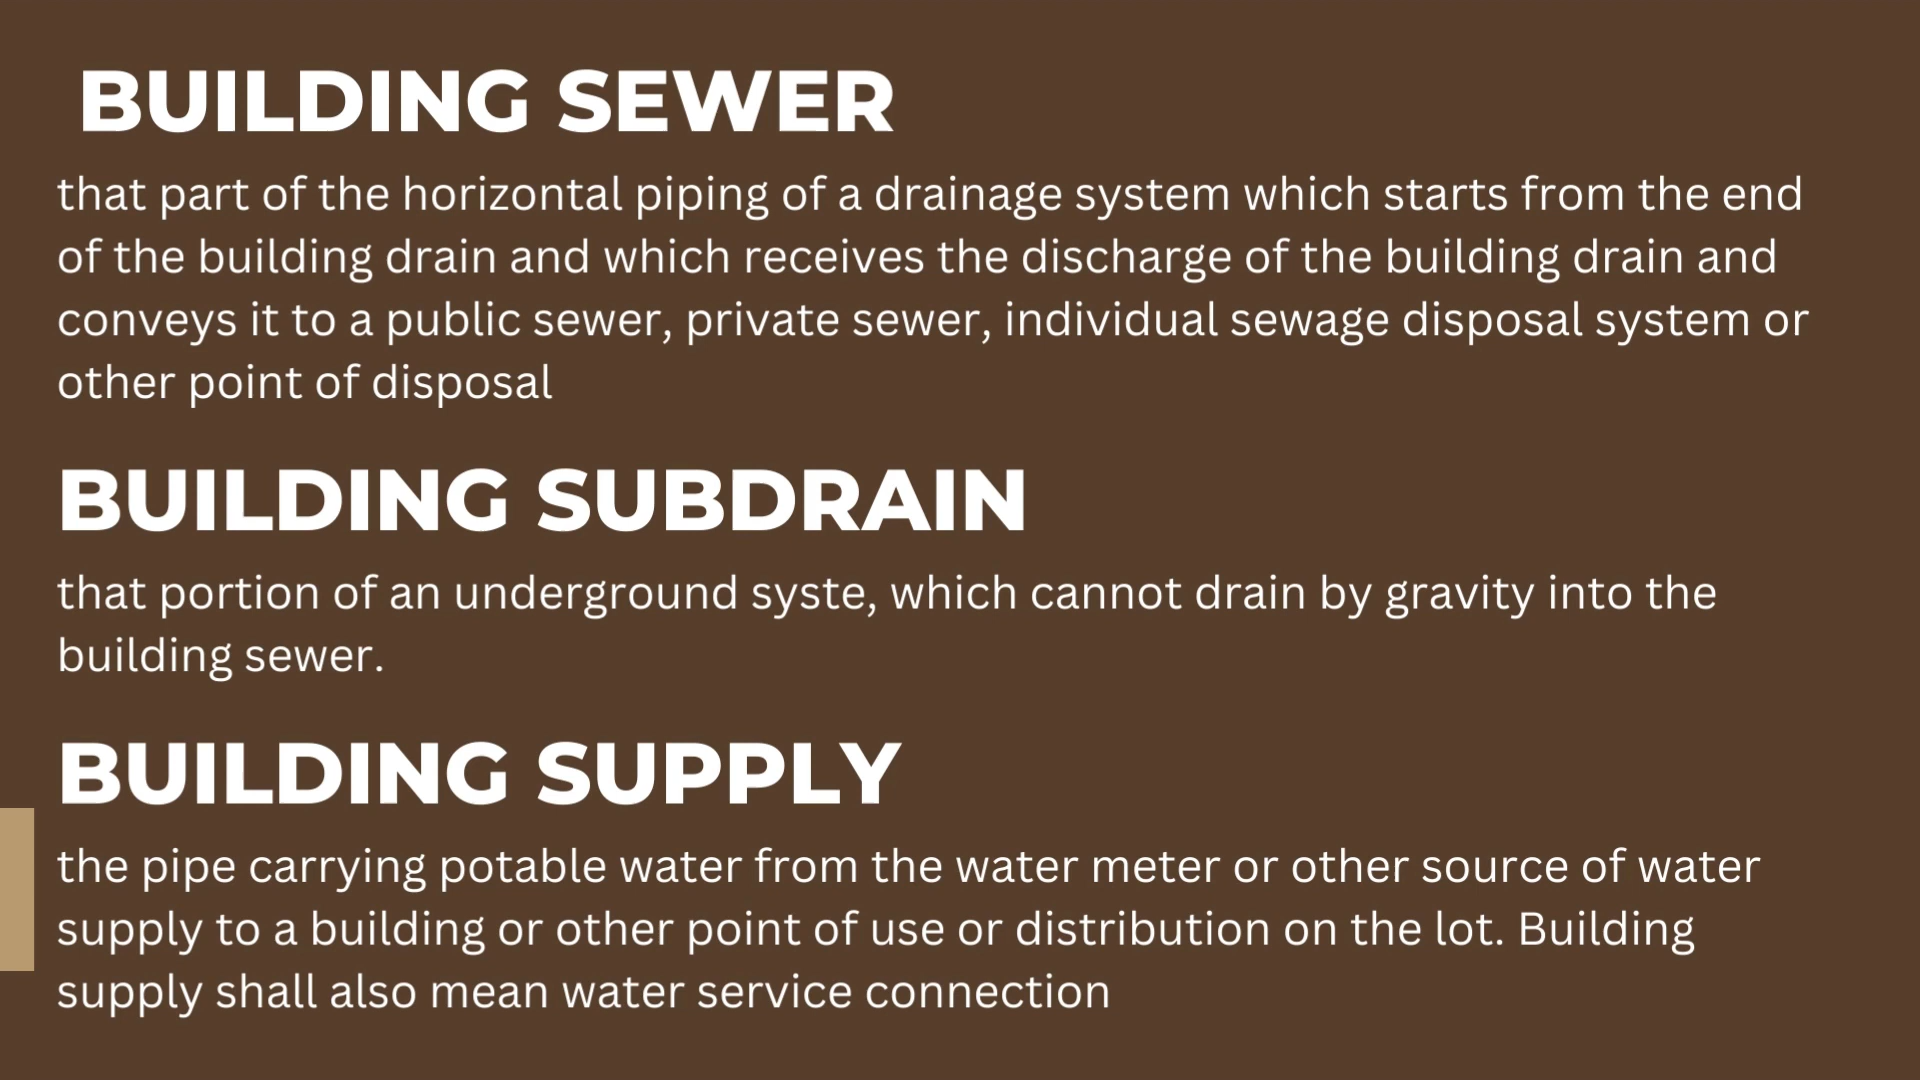 BUILDING SEWER
that part of the horizontal piping of a drainage system which starts from the end
of the building drain and which receives the discharge of the building drain and
conveys it to a public sewer, private sewer, individual sewage disposal system or
other point of disposal
BUILDING SUBDRAIN
that portion of an underground syste, which cannot drain by gravity into the
building sewer.
BUILDING SUPPLY
the pipe carrying potable water from the water meter or other source of water
supply to a building or other point of use or distribution on the lot. Building
supply shall also mean water service connection